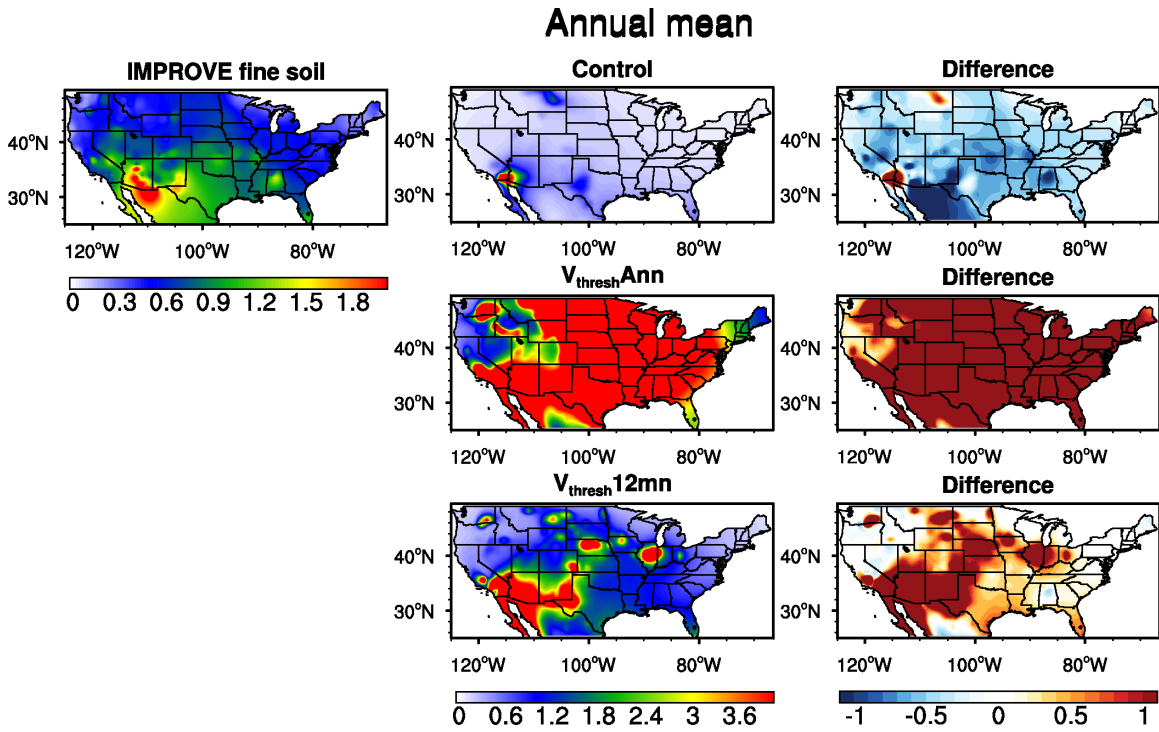 Annual mean
IMPROVE fine soil
Control
Difference
40°N
30°N
120°W 100°W 80°W
40°N
30°N
120°W 100°W 80°W
40°N
30°N
120°W 100°W 80°W
0 0.3 0.6 0.9 1.2 1.5 1.8
VthreshAnn
Difference
40°N
30°N
120°W 100°W 80°W
40°N
30°N
120°W 100°W 80°W
Vthresh12mn
Difference
40°N
30°N
120°W 100°W 80°W
40°N
30°N
120°W 100°W 80°W
0 0.6 1.2 1.8 2.4 3 3.6
-1 -0.5 0 0.5 1